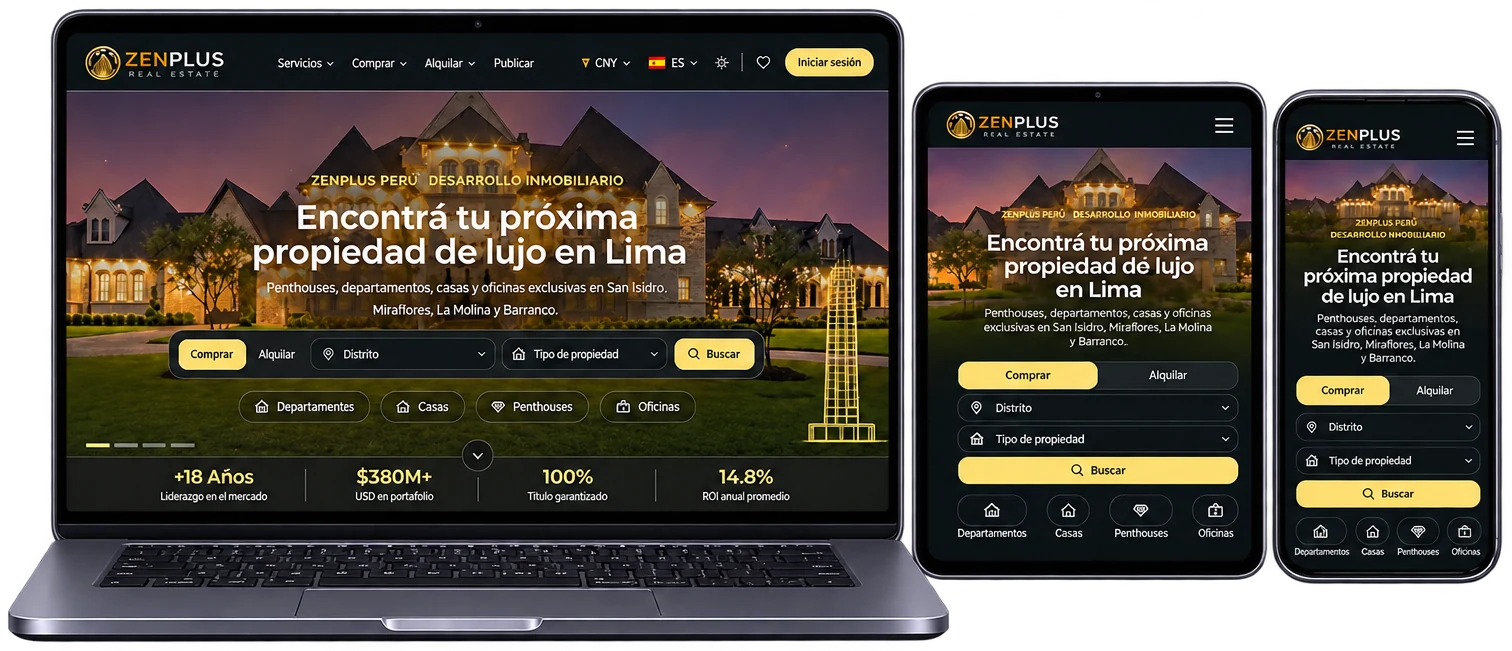 ZENPLUS
REAL ESTATE
Servicios
Comprar
Alquilar
Publicar
CNY
ES
Iniciar sesión
ZENPLUS PERÚ DESARROLLO INMOBILIARIO
Encontrá tu próxima
propiedad de lujo en Lima
Penthouses, departamentos, casas y oficinas exclusivas en San Isidro.
Miraflores, La Molina y Barranco.
Comprar
Alquilar
Distrito
Tipo de propiedad
Buscar
Departamentes
Casas
Penthouses
Oficinas
+18 Años
Liderazgo en el mercado
$380M+
USD en portafolio
100%
Titulo garantizado
14.8%
ROI anual promedio
ZENPLUS
REAL ESTATE
ZENPLUS PERÚ DESARROLLO INMOBILIARIO
Encontrá tu próxima
propiedad de lujo
en Lima
Penthouses, departamentos, casas y oficinas
exclusivas en San Isidro, Miraflores, La Molina
y Barranco..
Comprar
Alquilar
Distrito
Tipo de propiedad
Buscar
Departamentos
Casas
Penthouses
Oficinas
ZENPLUS
REAL ESTATE
ZENPLUS PERÚ
DESARROLLO
Encontrá tu
próxima propiedad
de lujo en Lima
Penthouses, departamentos,
casas y oficinas exclusivas en
San Isidro, Miraflores, La Molina
y Barranco.
Comprar
Alquilar
Distrito
Tipo de propiedad
Buscar
Departamentos
Casas
Penthouses
Oficinas